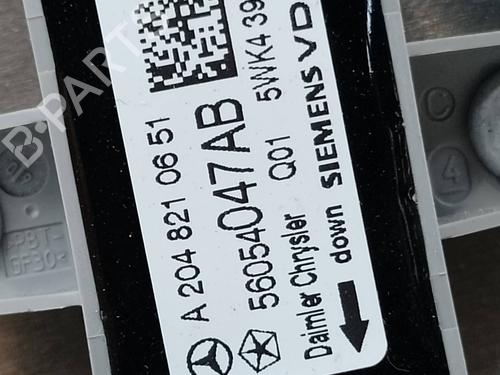 A 204 821 06 51
56054047AB
Q01 5WK4 39
Daimler Chrysler
down SIEMENS VD
B-PARTS
C
4
>PBT-
GF30<